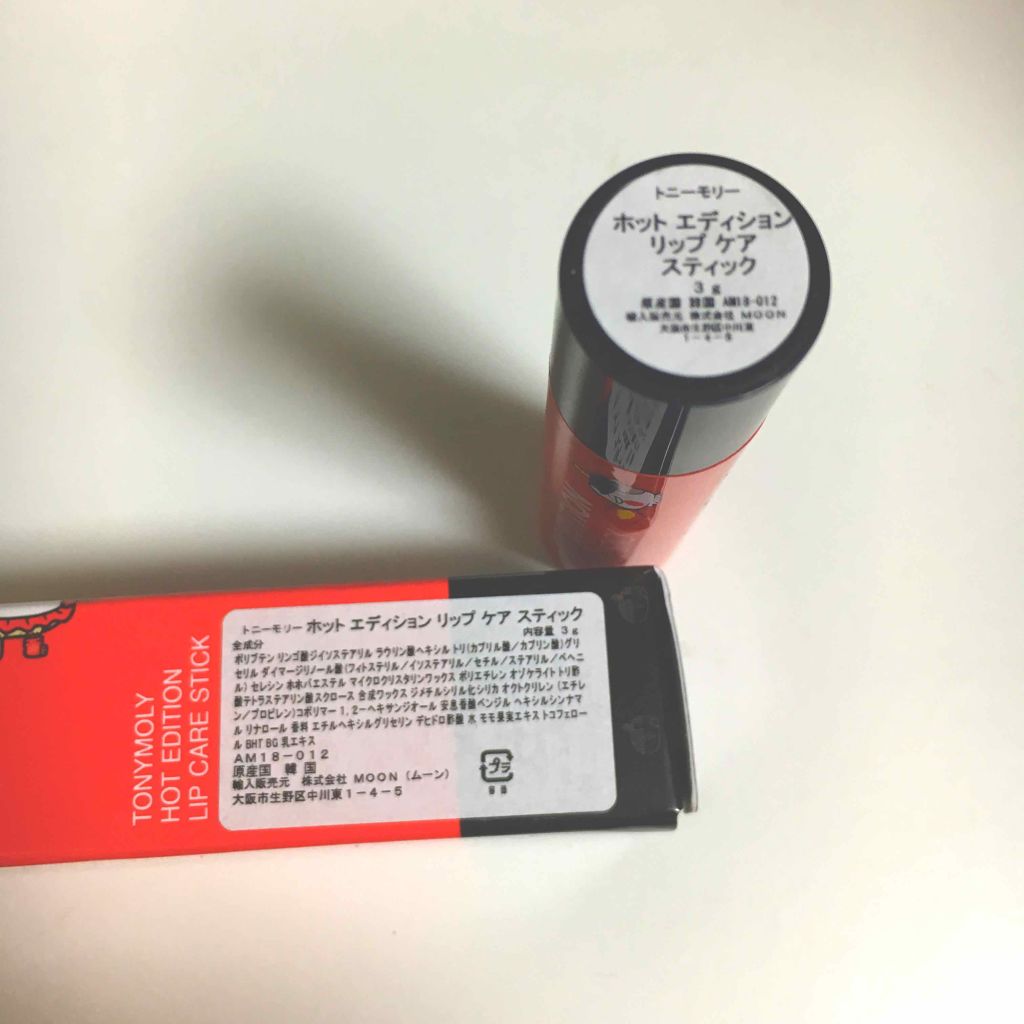 トニーモリー
ホット エディション
リップ ケア
スティック
3 g
原産国 韓国 AM18-012
輸入販売元 株式会社 MOON
大阪市生野区中川東
1-4-5
TONYMOLY
HOT EDITION
LIP CARE STICK
トニーモリー ホット エディション リップ ケア スティック
内容量 3g
全成分
ポリブテン リンゴ酸ジイソステアリル ラウリン酸ヘキシル トリ(カプリル酸/カプリン酸)グリ
セリル ダイマージリノール酸(フィトステリル/イソステアリル/セチル/ステアリル/ベヘニ
ル) セレシン ホホバエステル マイクロクリスタリンワックス ポリエチレン オゾケライト トリ酢
酸テトラステアリン酸スクロース 合成ワックス ジメチルシリル化シリカ オクトクリレン (エチレ
ン/プロピレン)コポリマー 1,2-ヘキサンジオール 安息香酸ベンジル ヘキシルシンナマ
ル リナロール 香料 エチルヘキシルグリセリン デヒドロ酢酸 水 モモ果実エキス トコフェロー
ル BHT BG 乳エキス
AM18-012
原産国 韓国
輸入販売元 株式会社 MOON (ムーン)
大阪市生野区中川東1-4-5
プラ